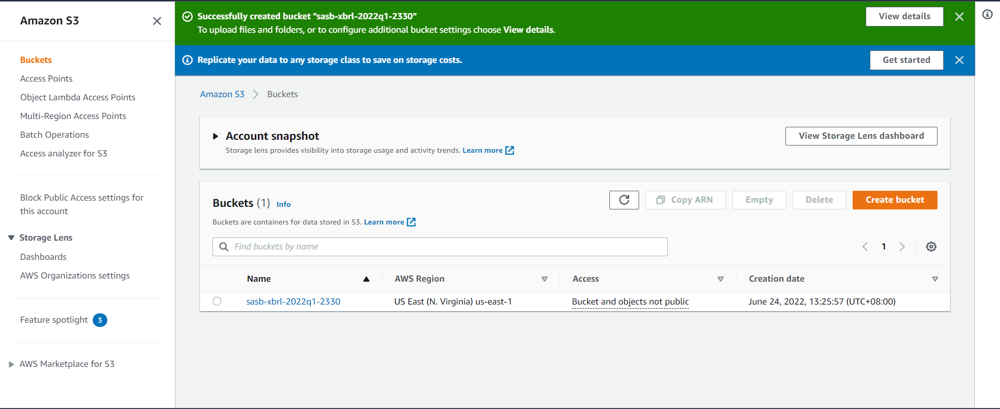 Amazon S3
Buckets
Access Points
Object Lambda Access Points
Multi-Region Access Points
Batch Operations
Access analyzer for S3
Block Public Access settings for
this account
Storage Lens
Dashboards
AWS Organizations settings
Feature spotlight 3
AWS Marketplace for S3
Successfully created bucket "sasb-xbrl-2022q1-2330"
To upload files and folders, or to configure additional bucket settings choose View details.
View details
Replicate your data to any storage class to save on storage costs.
Get started
Amazon S3 Buckets
Account snapshot
Storage lens provides visibility into storage usage and activity trends. Learn more
View Storage Lens dashboard
Buckets (1) Info
Copy ARN Empty Delete Create bucket
Buckets are containers for data stored in S3. Learn more
Find buckets by name
1
Name AWS Region Access Creation date
sasb-xbrl-2022q1-2330 US East (N. Virginia) us-east-1 Bucket and objects not public June 24, 2022, 13:25:57 (UTC+08:00)